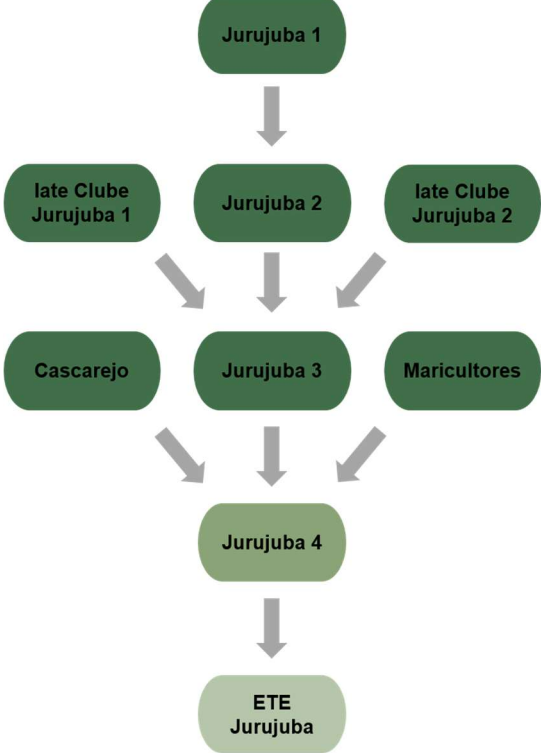 Jurujuba 1
Iate Clube
Jurujuba 1
Jurujuba 2
Iate Clube
Jurujuba 2
Cascarejo
Jurujuba 3
Maricultores
Jurujuba 4
ETE
Jurujuba